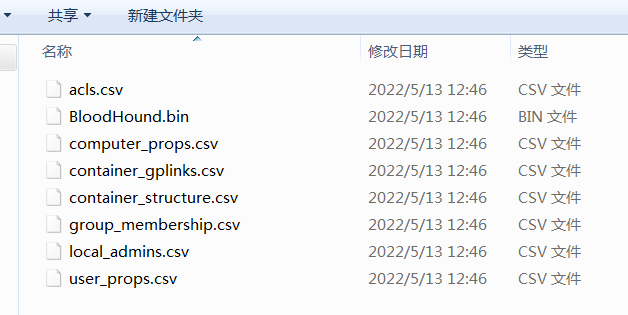 共享 新建文件夹
名称 修改日期 类型
acls.csv 2022/5/13 12:46 CSV 文件
BloodHound.bin 2022/5/13 12:46 BIN 文件
computer_props.csv 2022/5/13 12:46 CSV 文件
container_gplinks.csv 2022/5/13 12:46 CSV 文件
container_structure.csv 2022/5/13 12:46 CSV 文件
group_membership.csv 2022/5/13 12:46 CSV 文件
local_admins.csv 2022/5/13 12:46 CSV 文件
user_props.csv 2022/5/13 12:46 CSV 文件